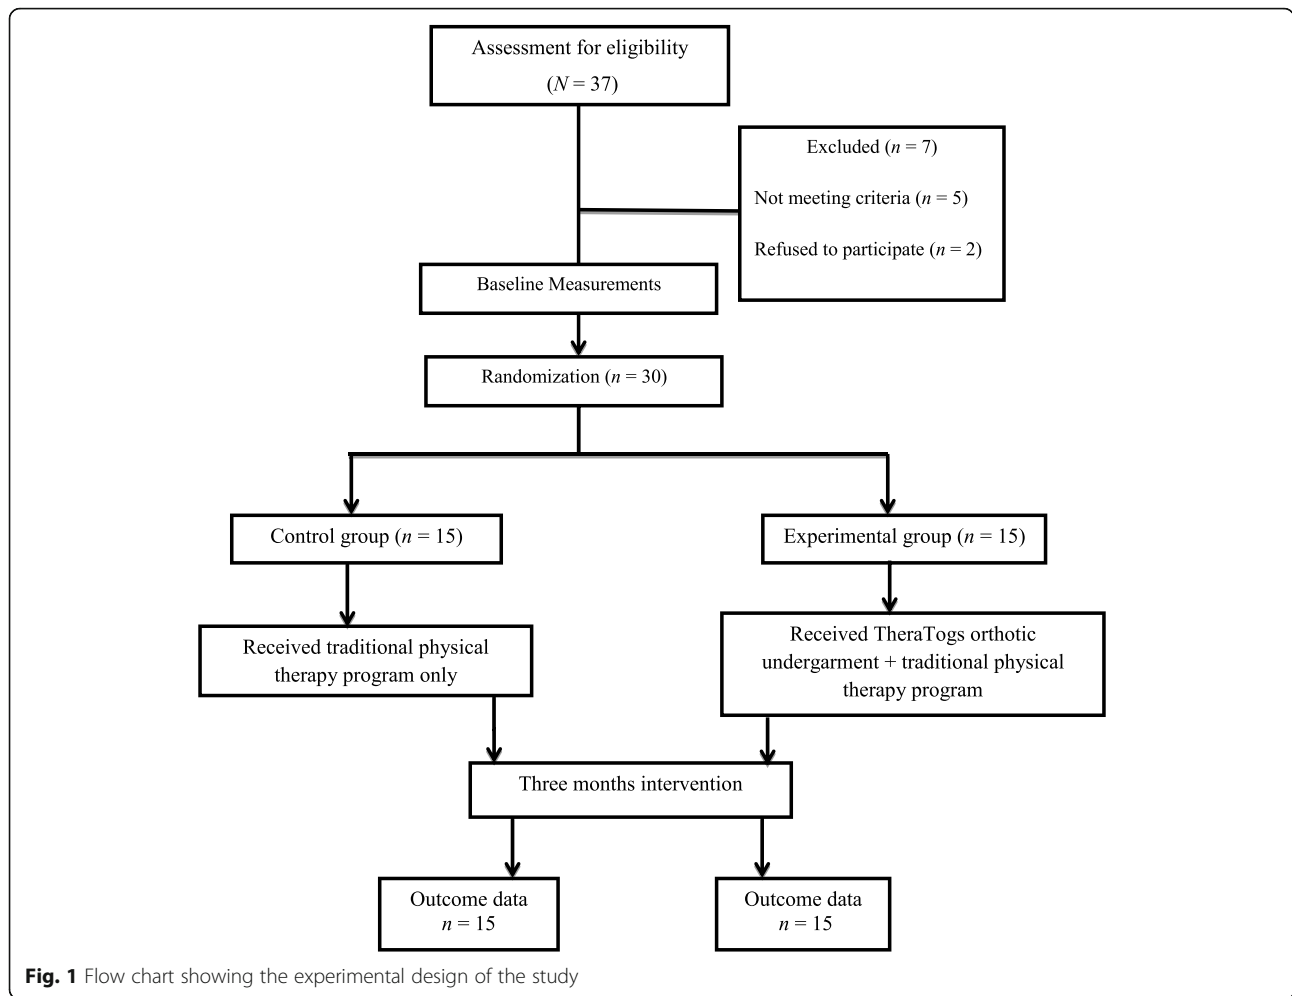 Assessment for eligibility
(N = 37)
Excluded (n = 7)
Not meeting criteria (n = 5)
Refused to participate (n = 2)
Baseline Measurements
Randomization (n = 30)
Control group (n = 15)
Experimental group (n = 15)
Received traditional physical
therapy program only
Received TheraTogs orthotic
undergarment + traditional physical
therapy program
Three months intervention
Outcome data
n = 15
Outcome data
n = 15
Fig. 1 Flow chart showing the experimental design of the study